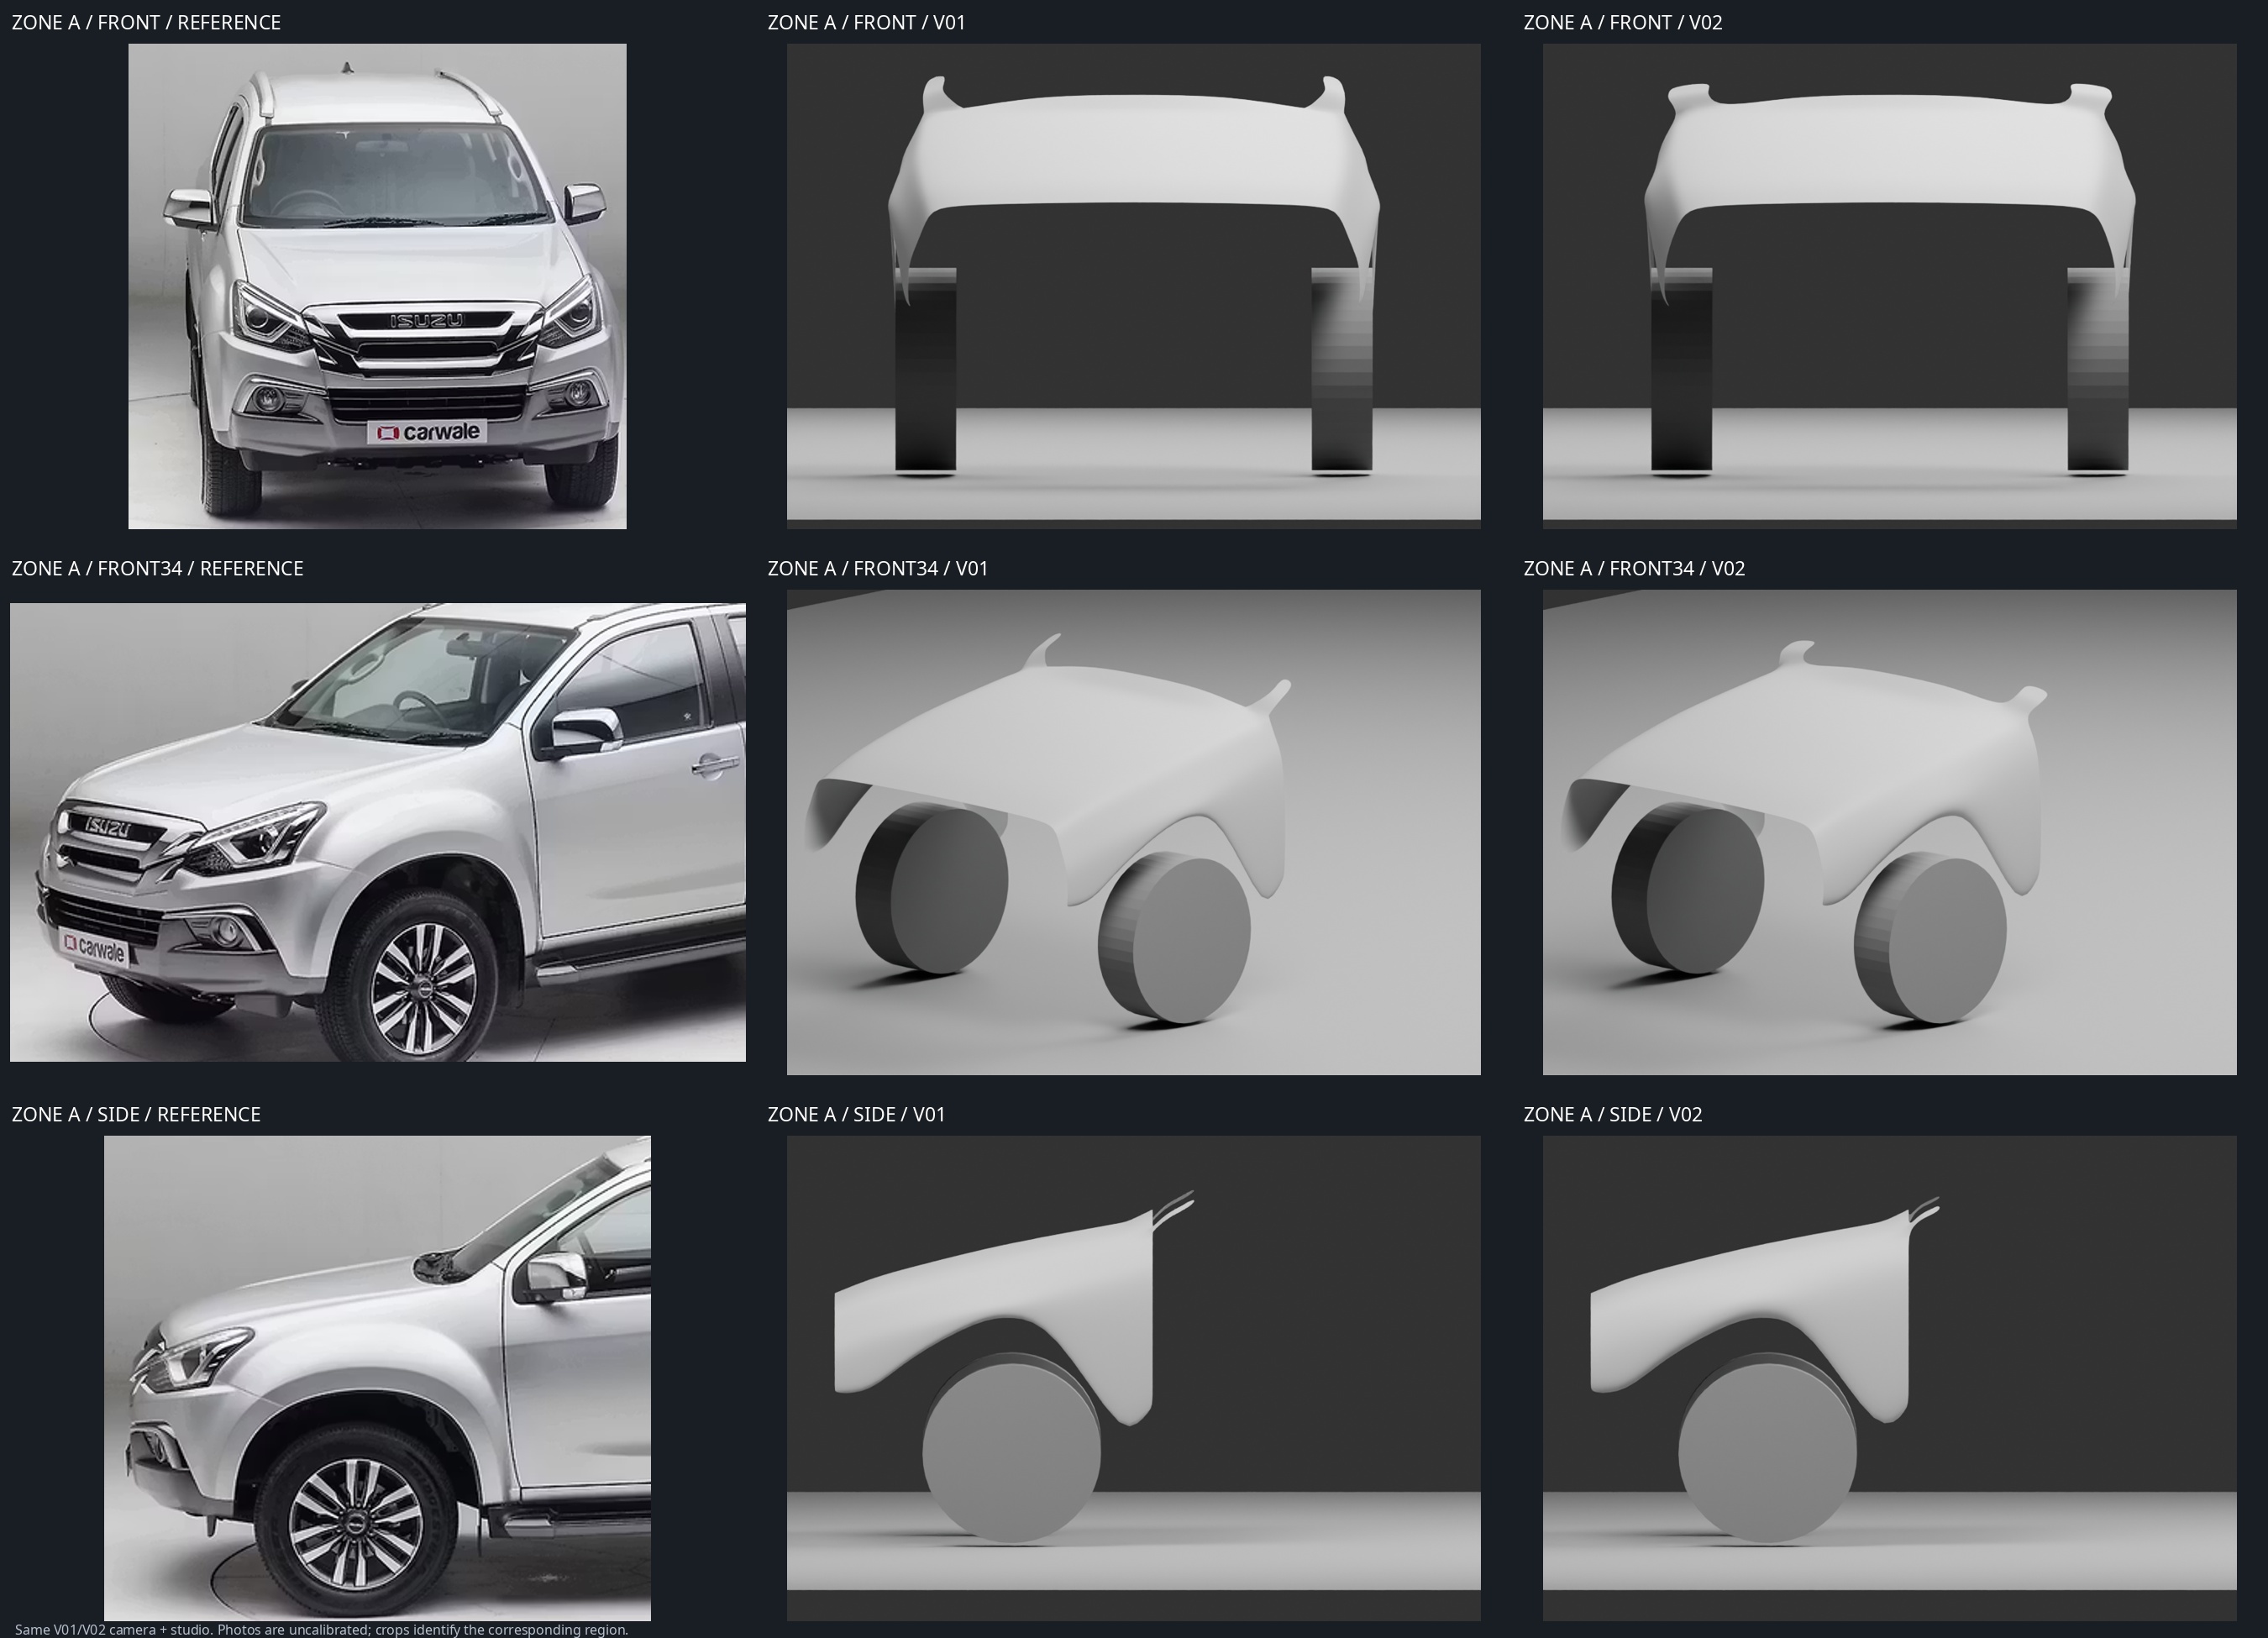 ZONE A / FRONT / REFERENCE
ZONE A / FRONT / V01
ZONE A / FRONT / V02
ISUZU
carwale
ZONE A / FRONT34 / REFERENCE
ZONE A / FRONT34 / V01
ZONE A / FRONT34 / V02
ISUZU
carwale
ZONE A / SIDE / REFERENCE
ZONE A / SIDE / V01
ZONE A / SIDE / V02
Same V01/V02 camera + studio. Photos are uncalibrated; crops identify the corresponding region.